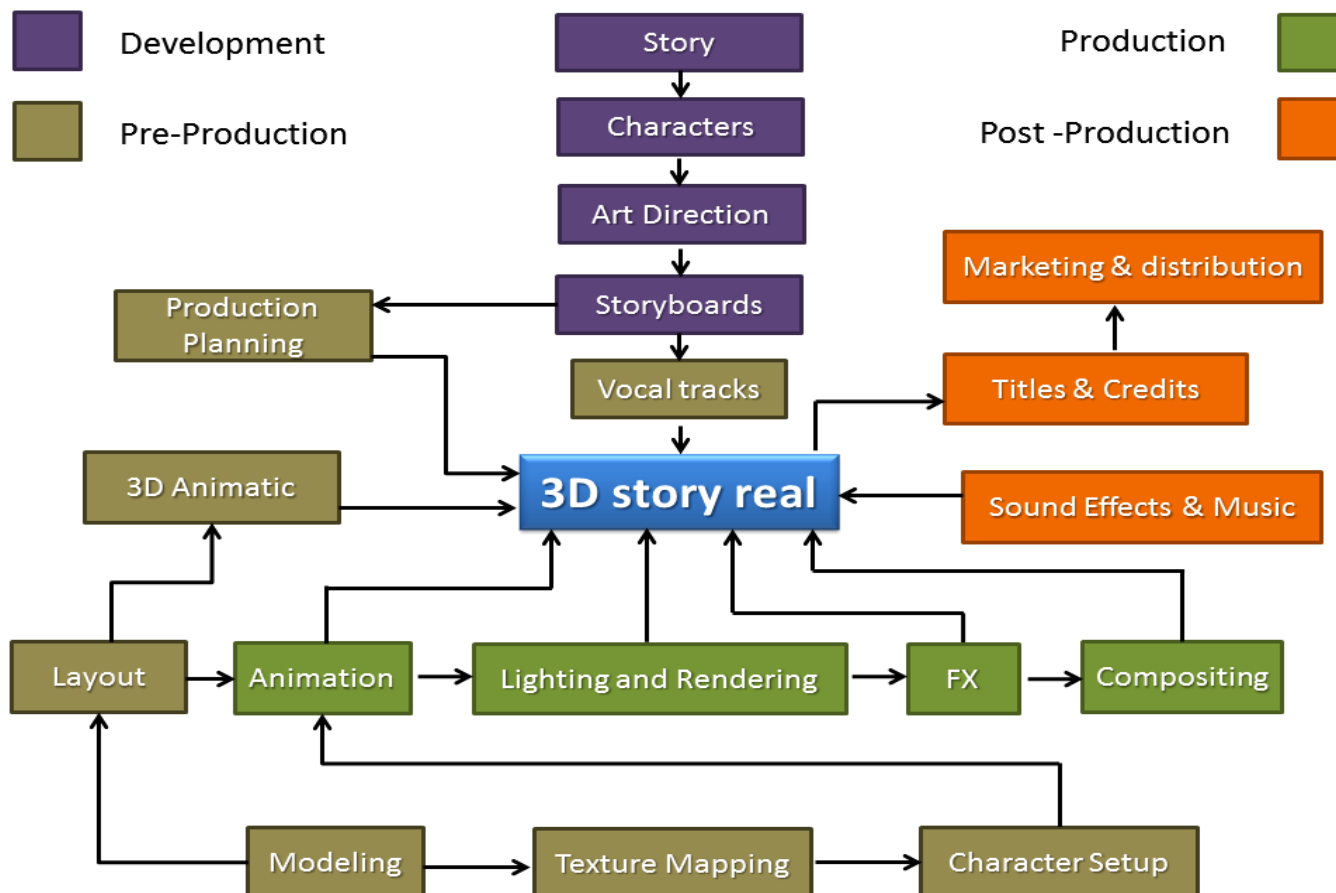 Development
Story
Production
Pre-Production
Characters
Post -Production
Art Direction
Marketing & distribution
Storyboards
Production
Planning
Vocal tracks
Titles & Credits
3D Animatic
3D story real
Sound Effects & Music
Layout
Animation
Lighting and Rendering
FX
Compositing
Modeling
Texture Mapping
Character Setup